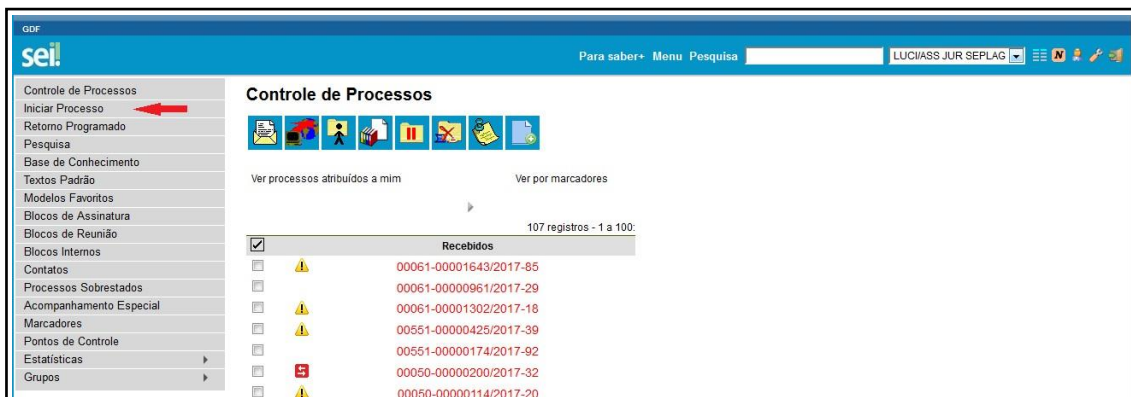 GDF
sei!
Para saber+ Menu Pesquisa LUCI/ASS JUR SEPLAG N
Controle de Processos
Iniciar Processo
Retorno Programado
Pesquisa
Base de Conhecimento
Textos Padrão
Modelos Favoritos
Blocos de Assinatura
Blocos de Reunião
Blocos Internos
Contatos
Processos Sobrestados
Acompanhamento Especial
Marcadores
Pontos de Controle
Estatísticas
Grupos
Controle de Processos
Ver processos atribuídos a mim Ver por marcadores
107 registros - 1 a 100:
Recebidos
00061-00001643/2017-85
00061-00000961/2017-29
00061-00001302/2017-18
00551-00000425/2017-39
00551-00000174/2017-92
00050-00000200/2017-32
00050-00000114/2017-20